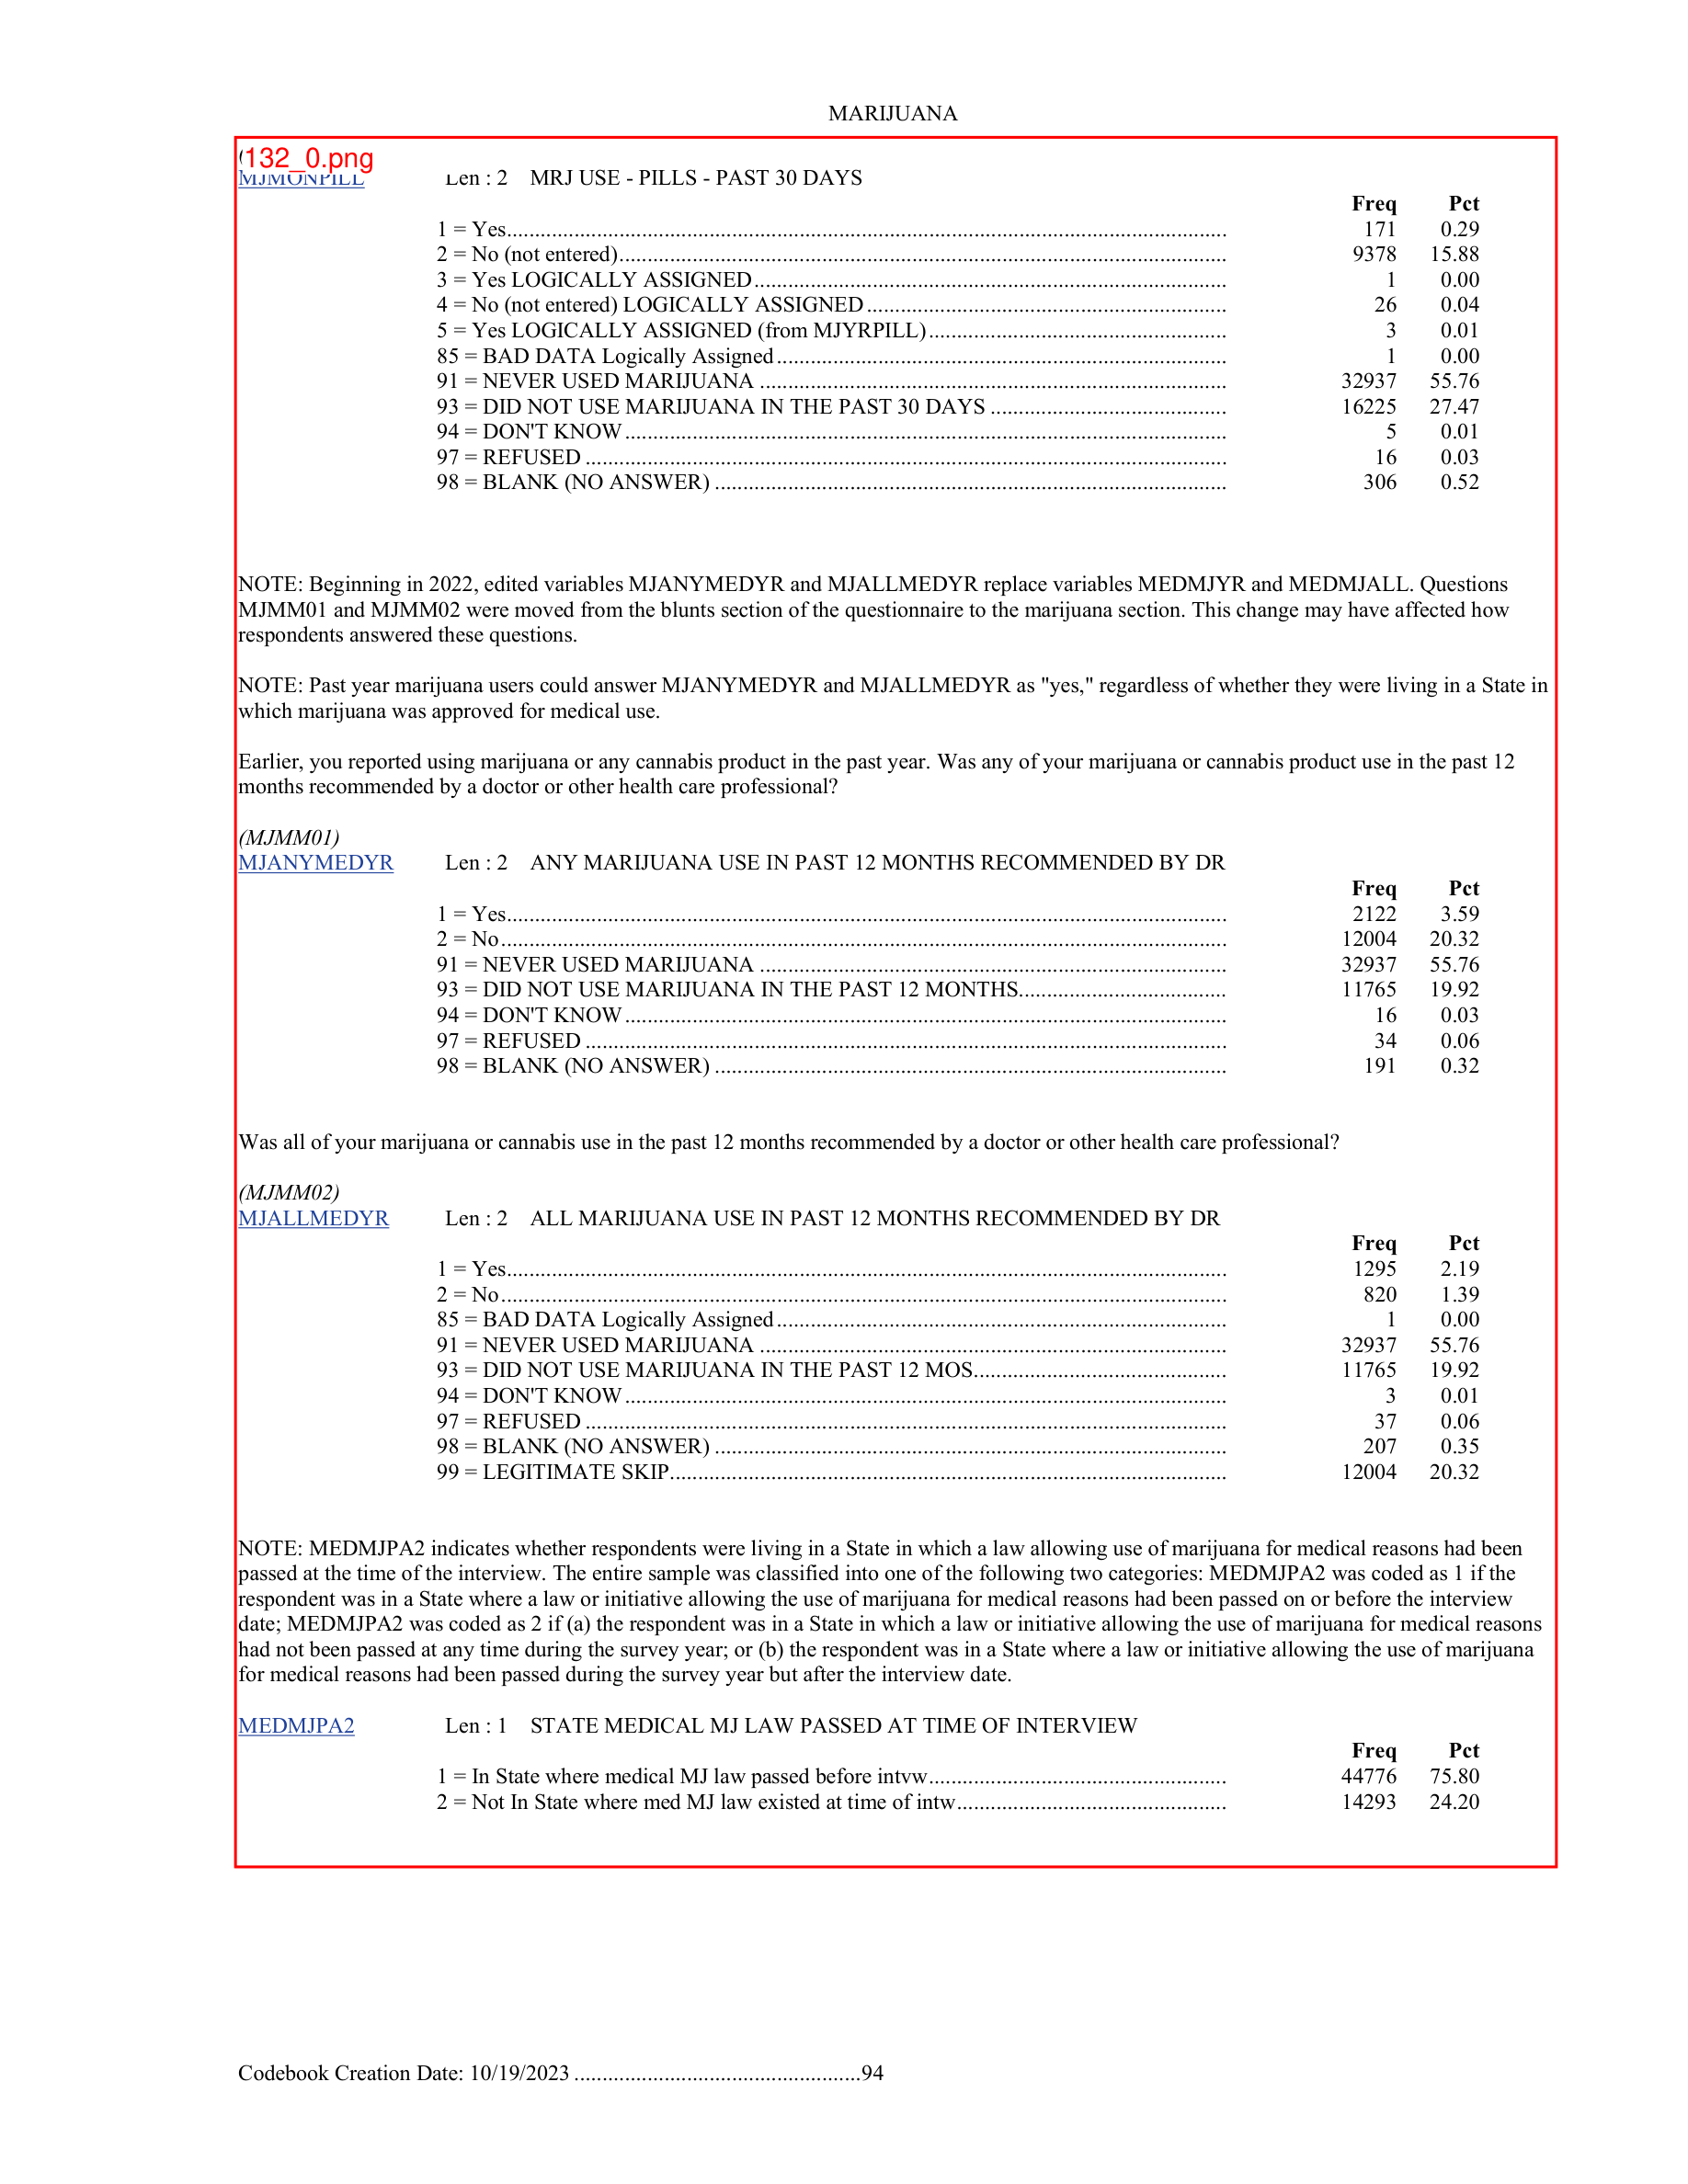 MARIJUANA
132_0.png
MJMONPILL Len : 2 MRJ USE - PILLS - PAST 30 DAYS
Freq Pct
1 = Yes................................................................................................................................ 171 0.29
2 = No (not entered)............................................................................................................ 9378 15.88
3 = Yes LOGICALLY ASSIGNED.................................................................................... 1 0.00
4 = No (not entered) LOGICALLY ASSIGNED ................................................................ 26 0.04
5 = Yes LOGICALLY ASSIGNED (from MJYRPILL)..................................................... 3 0.01
85 = BAD DATA Logically Assigned................................................................................ 1 0.00
91 = NEVER USED MARIJUANA ................................................................................... 32937 55.76
93 = DID NOT USE MARIJUANA IN THE PAST 30 DAYS .......................................... 16225 27.47
94 = DON'T KNOW........................................................................................................... 5 0.01
97 = REFUSED .................................................................................................................. 16 0.03
98 = BLANK (NO ANSWER) ........................................................................................... 306 0.52
NOTE: Beginning in 2022, edited variables MJANYMEDYR and MJALLMEDYR replace variables MEDMJYR and MEDMJALL. Questions
MJMM01 and MJMM02 were moved from the blunts section of the questionnaire to the marijuana section. This change may have affected how
respondents answered these questions.
NOTE: Past year marijuana users could answer MJANYMEDYR and MJALLMEDYR as "yes," regardless of whether they were living in a State in
which marijuana was approved for medical use.
Earlier, you reported using marijuana or any cannabis product in the past year. Was any of your marijuana or cannabis product use in the past 12
months recommended by a doctor or other health care professional?
(MJMM01)
MJANYMEDYR Len : 2 ANY MARIJUANA USE IN PAST 12 MONTHS RECOMMENDED BY DR
Freq Pct
1 = Yes................................................................................................................................ 2122 3.59
2 = No................................................................................................................................. 12004 20.32
91 = NEVER USED MARIJUANA ................................................................................... 32937 55.76
93 = DID NOT USE MARIJUANA IN THE PAST 12 MONTHS..................................... 11765 19.92
94 = DON'T KNOW........................................................................................................... 16 0.03
97 = REFUSED .................................................................................................................. 34 0.06
98 = BLANK (NO ANSWER) ........................................................................................... 191 0.32
Was all of your marijuana or cannabis use in the past 12 months recommended by a doctor or other health care professional?
(MJMM02)
MJALLMEDYR Len : 2 ALL MARIJUANA USE IN PAST 12 MONTHS RECOMMENDED BY DR
Freq Pct
1 = Yes................................................................................................................................ 1295 2.19
2 = No................................................................................................................................. 820 1.39
85 = BAD DATA Logically Assigned................................................................................ 1 0.00
91 = NEVER USED MARIJUANA ................................................................................... 32937 55.76
93 = DID NOT USE MARIJUANA IN THE PAST 12 MOS............................................. 11765 19.92
94 = DON'T KNOW........................................................................................................... 3 0.01
97 = REFUSED .................................................................................................................. 37 0.06
98 = BLANK (NO ANSWER) ........................................................................................... 207 0.35
99 = LEGITIMATE SKIP................................................................................................... 12004 20.32
NOTE: MEDMJPA2 indicates whether respondents were living in a State in which a law allowing use of marijuana for medical reasons had been
passed at the time of the interview. The entire sample was classified into one of the following two categories: MEDMJPA2 was coded as 1 if the
respondent was in a State where a law or initiative allowing the use of marijuana for medical reasons had been passed on or before the interview
date; MEDMJPA2 was coded as 2 if (a) the respondent was in a State in which a law or initiative allowing the use of marijuana for medical reasons
had not been passed at any time during the survey year; or (b) the respondent was in a State where a law or initiative allowing the use of marijuana
for medical reasons had been passed during the survey year but after the interview date.
MEDMJPA2 Len : 1 STATE MEDICAL MJ LAW PASSED AT TIME OF INTERVIEW
Freq Pct
1 = In State where medical MJ law passed before intvw..................................................... 44776 75.80
2 = Not In State where med MJ law existed at time of intw................................................ 14293 24.20
Codebook Creation Date: 10/19/2023 ...................................................94